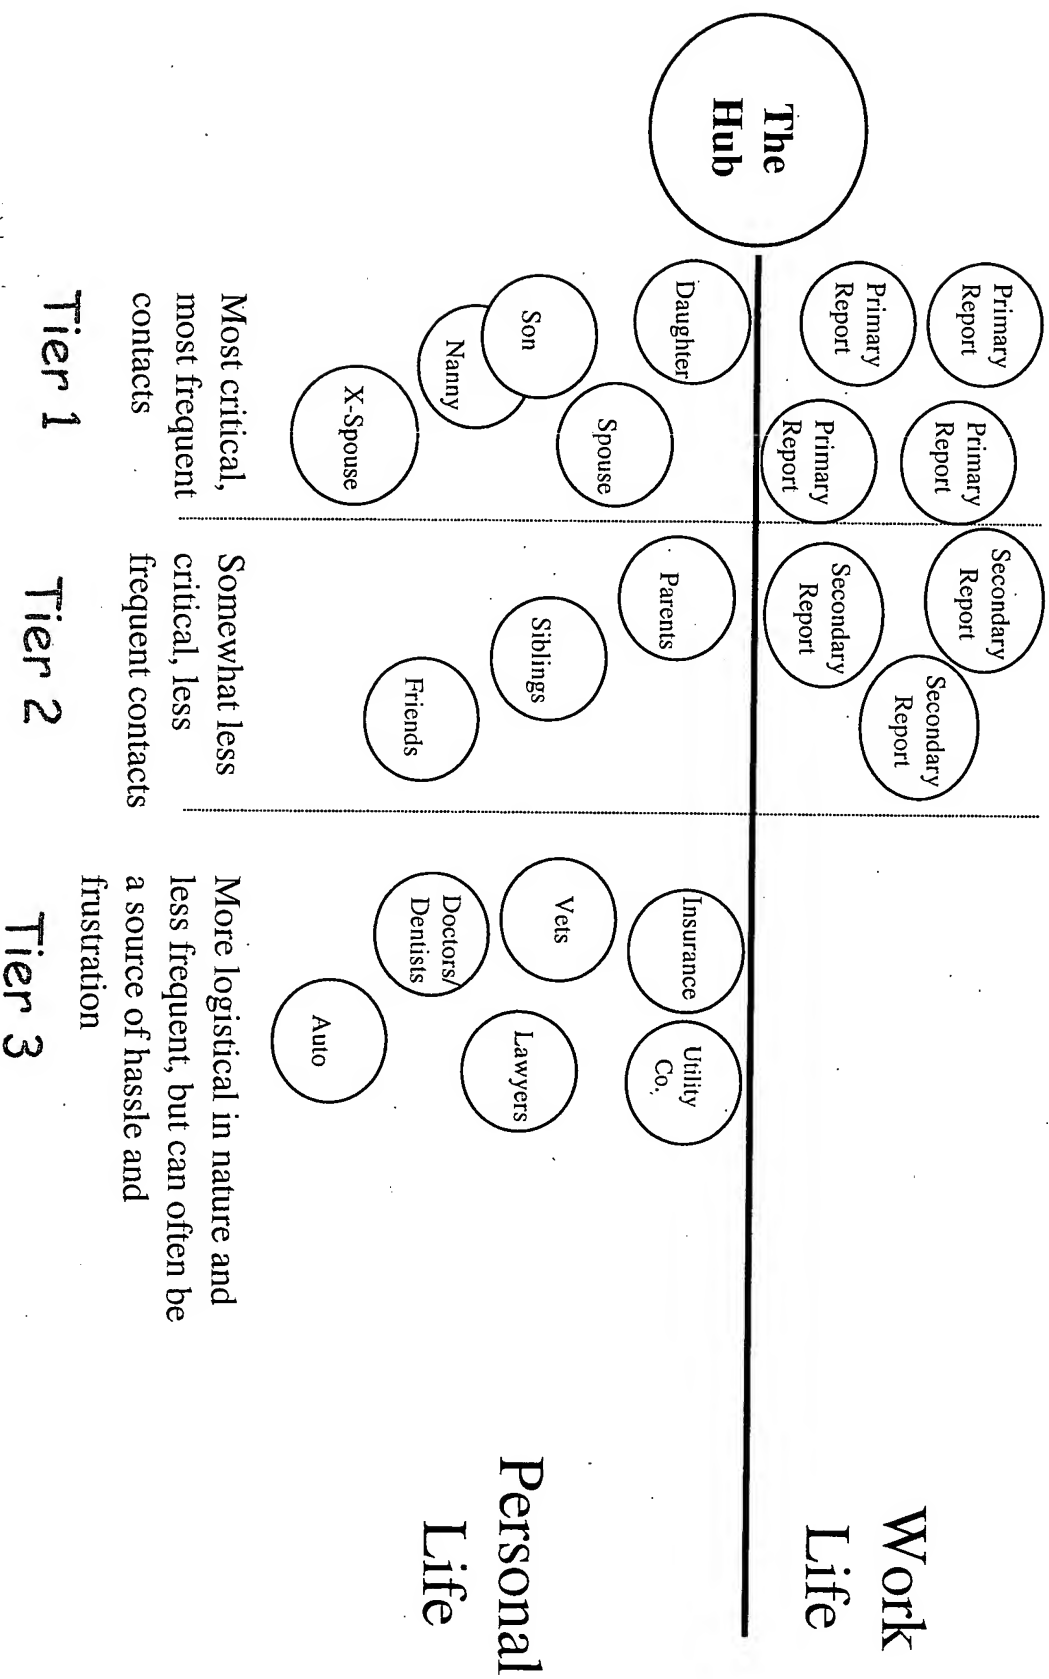 The
Hub
Primary
Report
Primary
Report
Primary
Report
Primary
Report
Secondary
Report
Secondary
Report
Secondary
Report
Work
Life
Daughter
Spouse
Son
Nanny
X-Spouse
Parents
Siblings
Friends
Insurance
Utility
Co.
Vets
Lawyers
Doctors/
Dentists
Auto
Personal
Life
Most critical,
most frequent
contacts
Tier 1
Somewhat less
critical, less
frequent contacts
Tier 2
More logistical in nature and
less frequent, but can often be
a source of hassle and
frustration
Tier 3